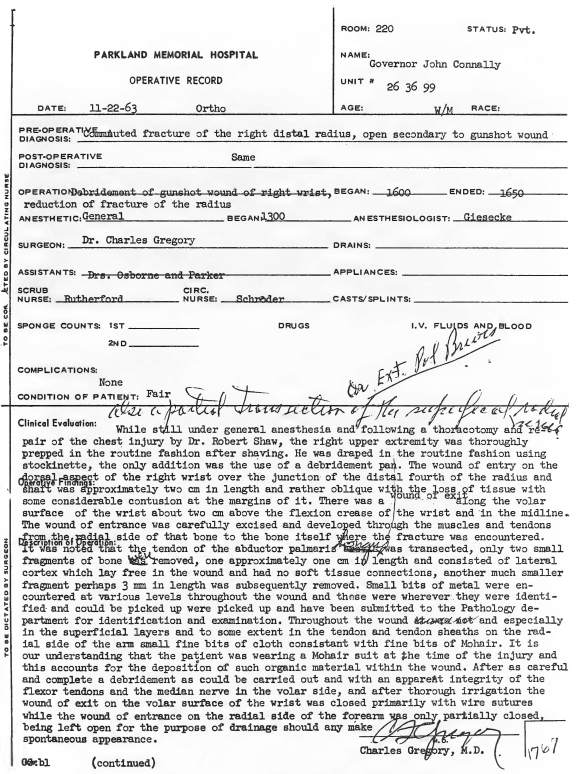 ROOM: 220 STATUS: Pvt.
PARKLAND MEMORIAL HOSPITAL
NAME:
Governor John Connally
OPERATIVE RECORD
UNIT # 26 36 99
DATE: 11-22-63 Ortho AGE: W/M RACE:
PRE-OPERATIVE
DIAGNOSIS: Commuted fracture of the right distal radius, open secondary to gunshot wound
POST-OPERATIVE Same
DIAGNOSIS:
OPERATION: Debridement of gunshot wound of right wrist, BEGAN: 1600 ENDED: 1650
reduction of fracture of the radius
ANESTHETIC: General BEGAN: 1300 ANESTHESIOLOGIST: Giesecke
SURGEON: Dr. Charles Gregory DRAINS:
ASSISTANTS: Drs. Osborne and Parker APPLIANCES:
SCRUB CIRC.
NURSE: Rutherford NURSE: Schroder CASTS/SPLINTS:
SPONGE COUNTS: 1ST DRUGS I.V. FLUIDS AND BLOOD
2ND
COMPLICATIONS:
None
CONDITION OF PATIENT: Fair
also a partial transection of the superficial radial
Clinical Evaluation: While still under general anesthesia and following a thoracotomy and re-
pair of the chest injury by Dr. Robert Shaw, the right upper extremity was thoroughly
prepped in the routine fashion after shaving. He was draped in the routine fashion using
stockinette, the only addition was the use of a debridement pan. The wound of entry on the
dorsal aspect of the right wrist over the junction of the distal fourth of the radius and
Operative Findings:
shaft was approximately two cm in length and rather oblique with the loss of tissue with
some considerable contusion at the margins of it. There was a wound of exit along the volar
surface of the wrist about two cm above the flexion crease of the wrist and in the midline.
The wound of entrance was carefully excised and developed through the muscles and tendons
from the radial side of that bone to the bone itself where the fracture was encountered.
Description of Operation:
It was noted that the tendon of the abductor palmaris longus was transected, only two small
fragments of bone were removed, one approximately one cm in length and consisted of lateral
cortex which lay free in the wound and had no soft tissue connections, another much smaller
fragment perhaps 3 mm in length was subsequently removed. Small bits of metal were en-
countered at various levels throughout the wound and these were wherever they were identi-
fied and could be picked up were picked up and have been submitted to the Pathology de-
partment for identification and examination. Throughout the wound and especially
in the superficial layers and to some extent in the tendon and tendon sheaths on the rad-
ial side of the arm small fine bits of cloth consistant with fine bits of Mohair. It is
our understanding that the patient was wearing a Mohair suit at the time of the injury and
this accounts for the deposition of such organic material within the wound. After as careful
and complete a debridement as could be carried out and with an apparent integrity of the
flexor tendons and the median nerve in the volar side, and after thorough irrigation the
wound of exit on the volar surface of the wrist was closed primarily with wire sutures
while the wound of entrance on the radial side of the forearm was only partially closed,
being left open for the purpose of drainage should any make
spontaneous appearance.
Charles Gregory, M.D.
(continued)
TO BE DICTATED BY SURGEON